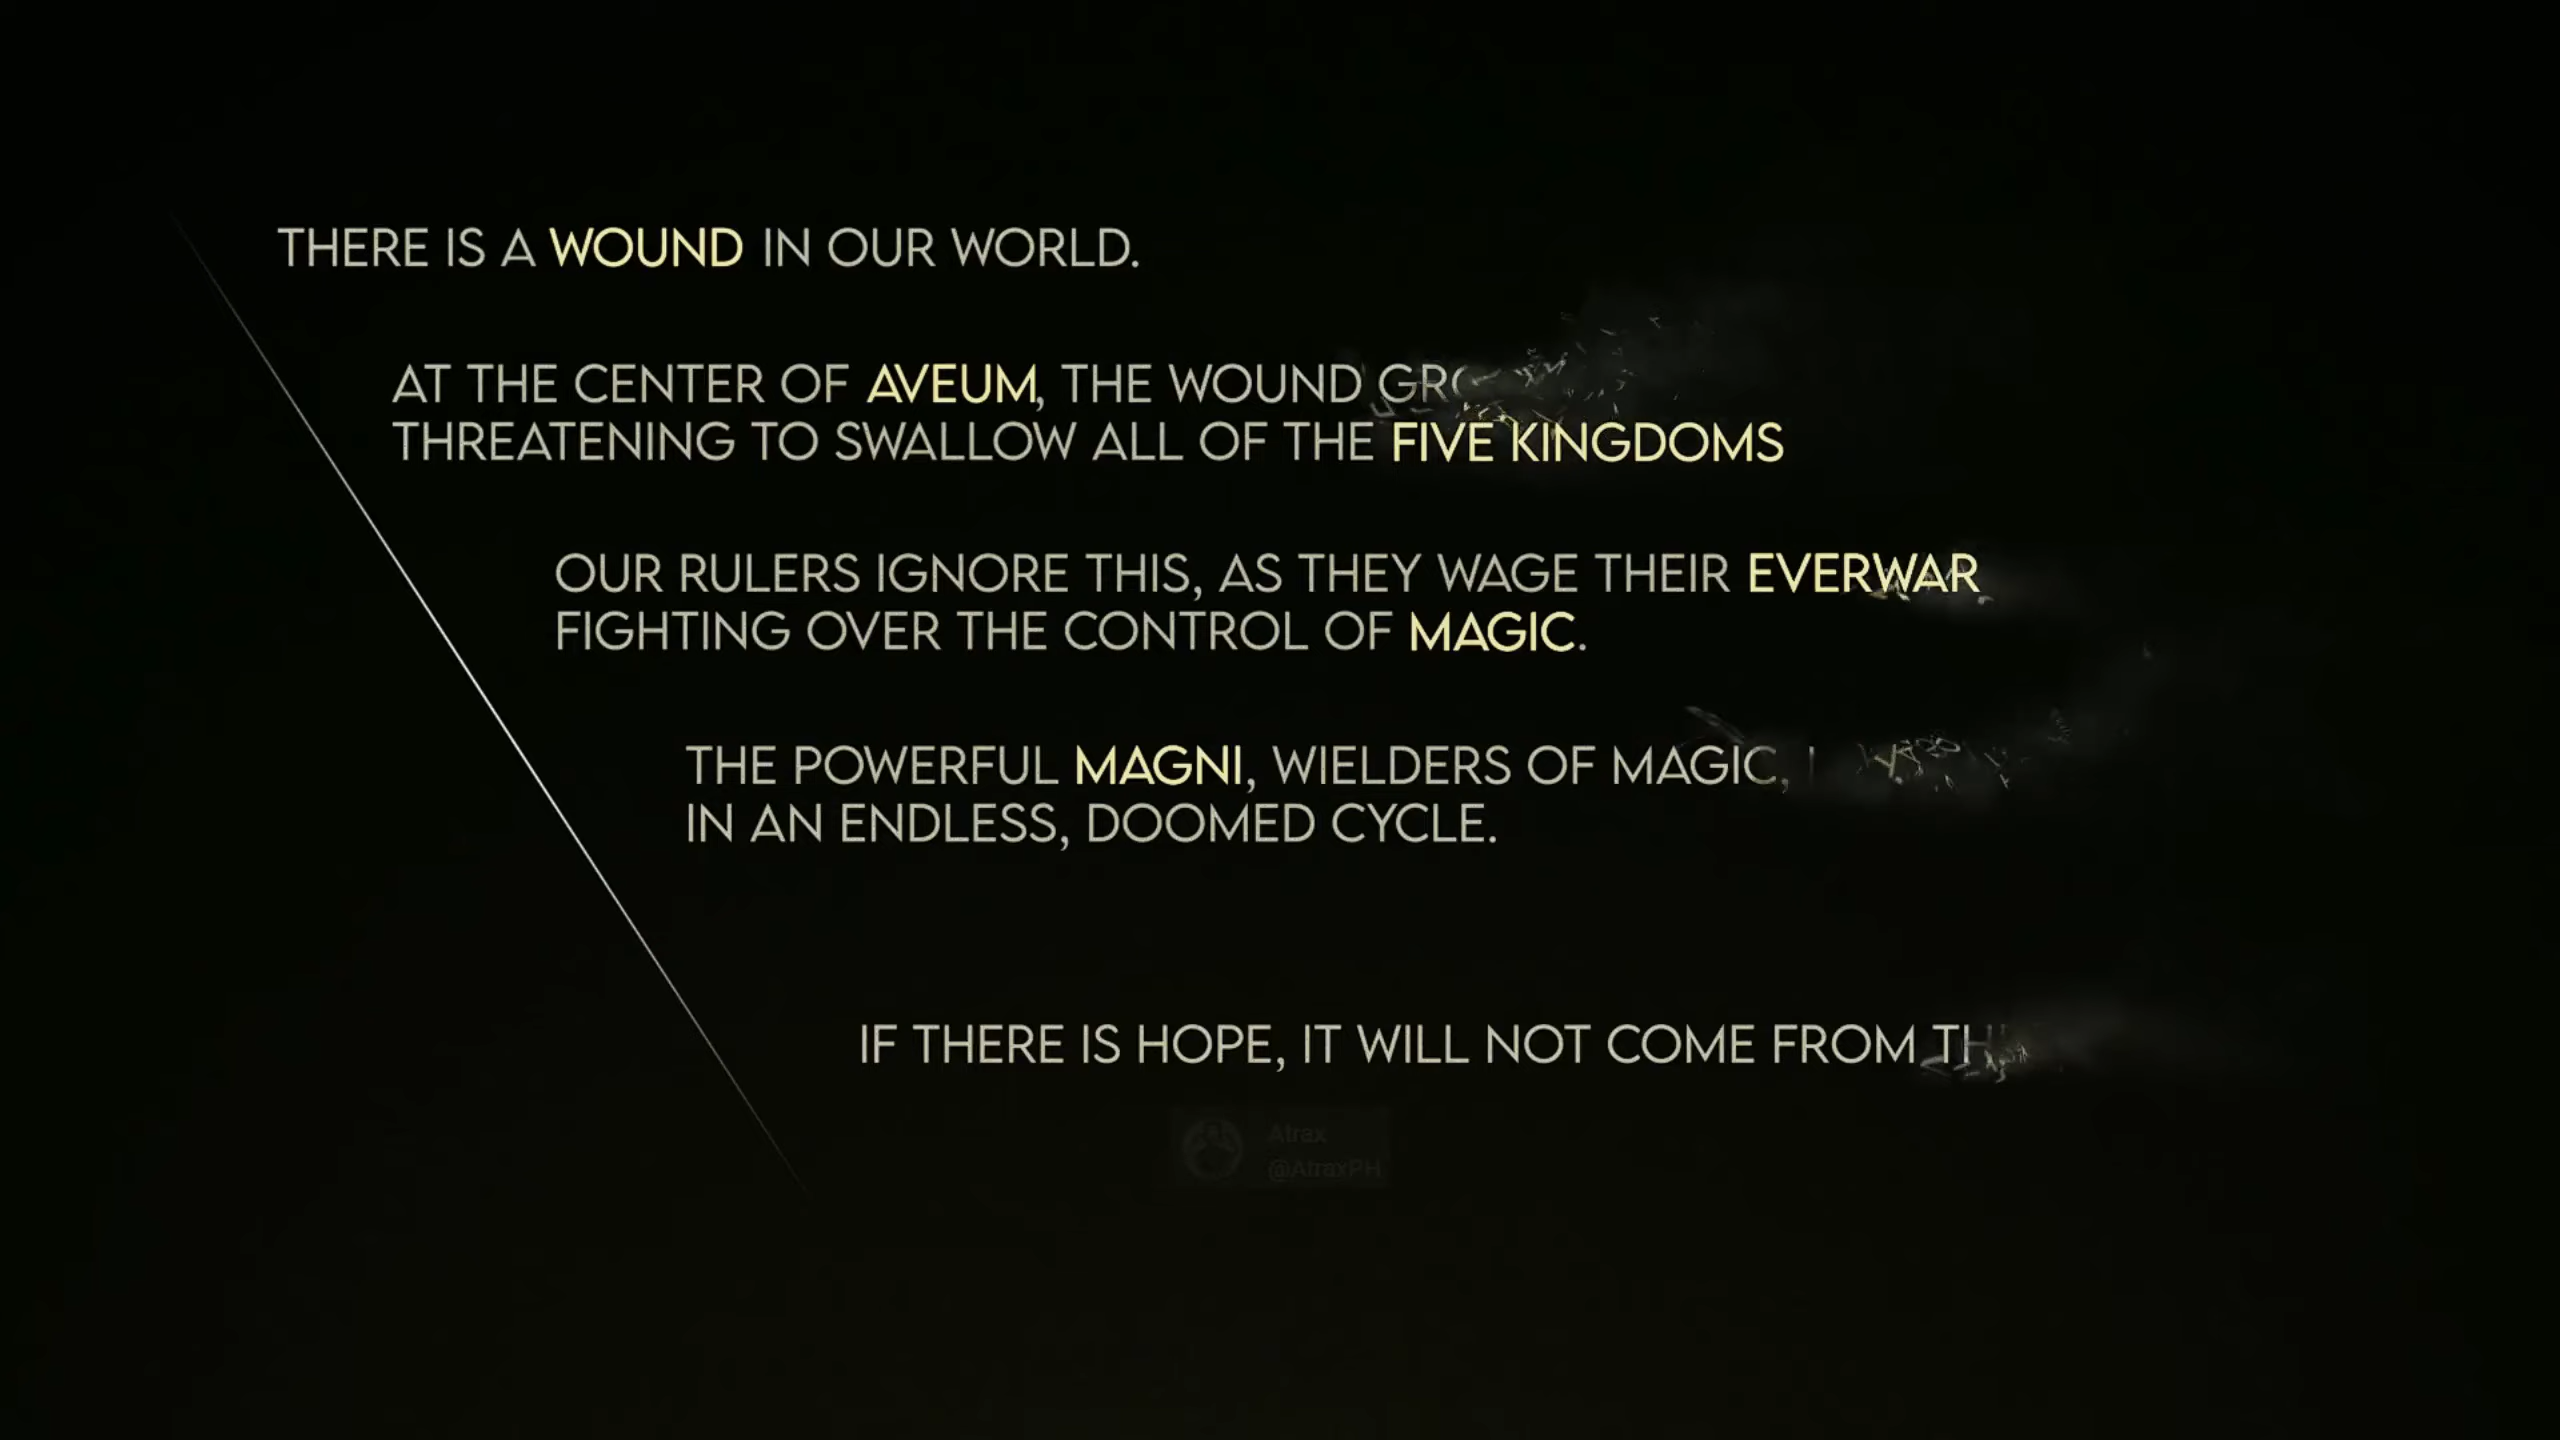 THERE IS A WOUND IN OUR WORLD.
AT THE CENTER OF AVEUM, THE WOUND
THREATENING TO SWALLOW ALL OF THE FIVE KINGDOMS
OUR RULERS IGNORE THIS, AS THEY WAGE THEIR EVERWAR
FIGHTING OVER THE CONTROL OF MAGIC.
THE POWERFUL MAGNI, WIELDERS OF MAGIC,
IN AN ENDLESS, DOOMED CYCLE.
IF THERE IS HOPE, IT WILL NOT COME FROM
Atrax
@AtraxPH